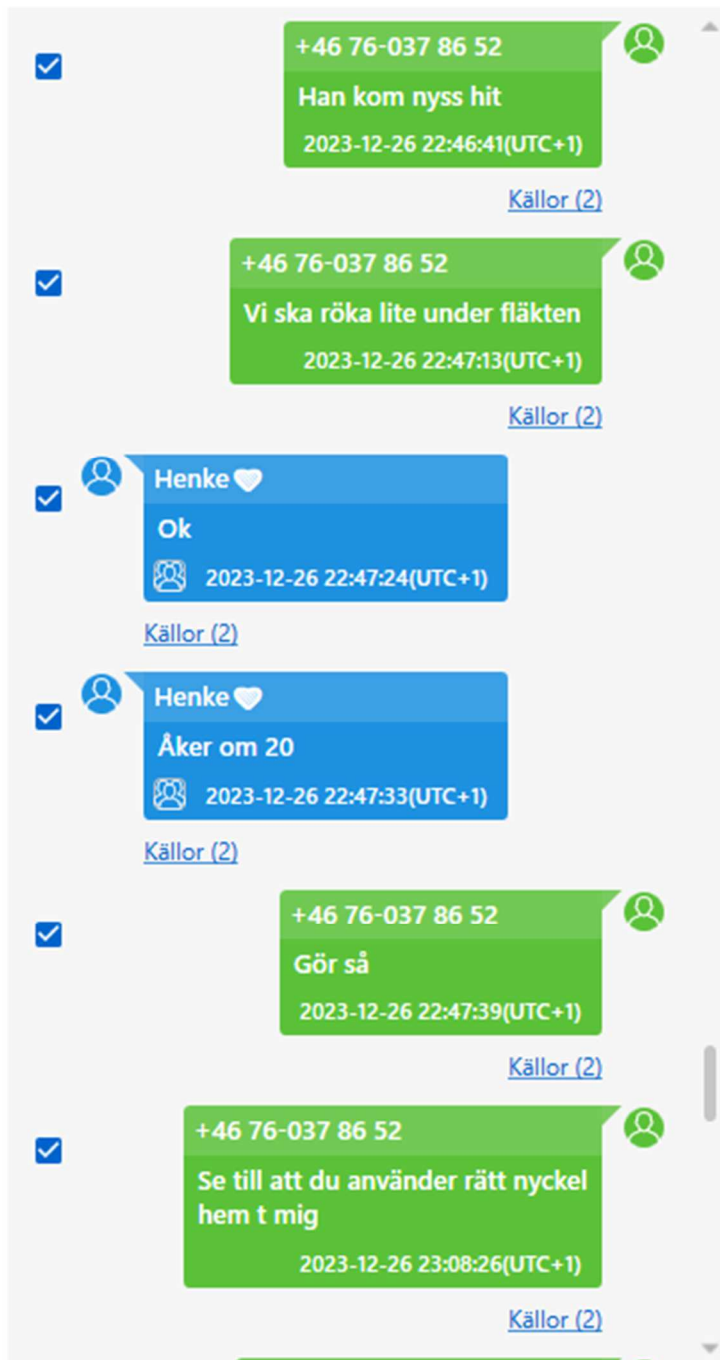 +46 76-037 86 52
Han kom nyss hit
2023-12-26 22:46:41(UTC+1)
Källor (2)
+46 76-037 86 52
Vi ska röka lite under fläkten
2023-12-26 22:47:13(UTC+1)
Källor (2)
Henke🤍
Ok
2023-12-26 22:47:24(UTC+1)
Källor (2)
Henke🤍
Åker om 20
2023-12-26 22:47:33(UTC+1)
Källor (2)
+46 76-037 86 52
Gör så
2023-12-26 22:47:39(UTC+1)
Källor (2)
+46 76-037 86 52
Se till att du använder rätt nyckel
hem t mig
2023-12-26 23:08:26(UTC+1)
Källor (2)